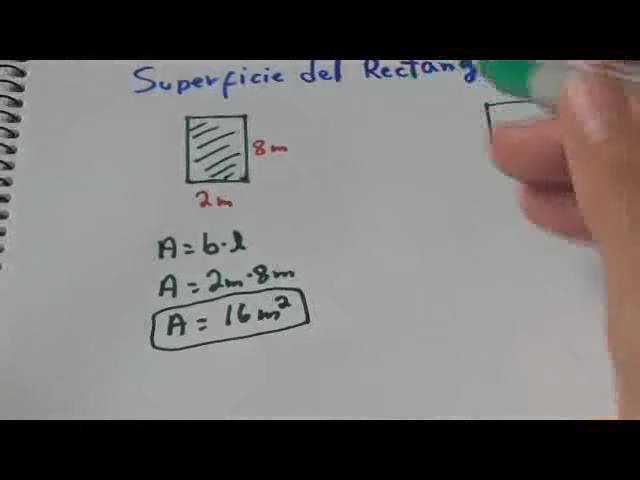 Superficie del Rectang
8m
2m
A = b·l
A = 2m·8m
A = 16m²